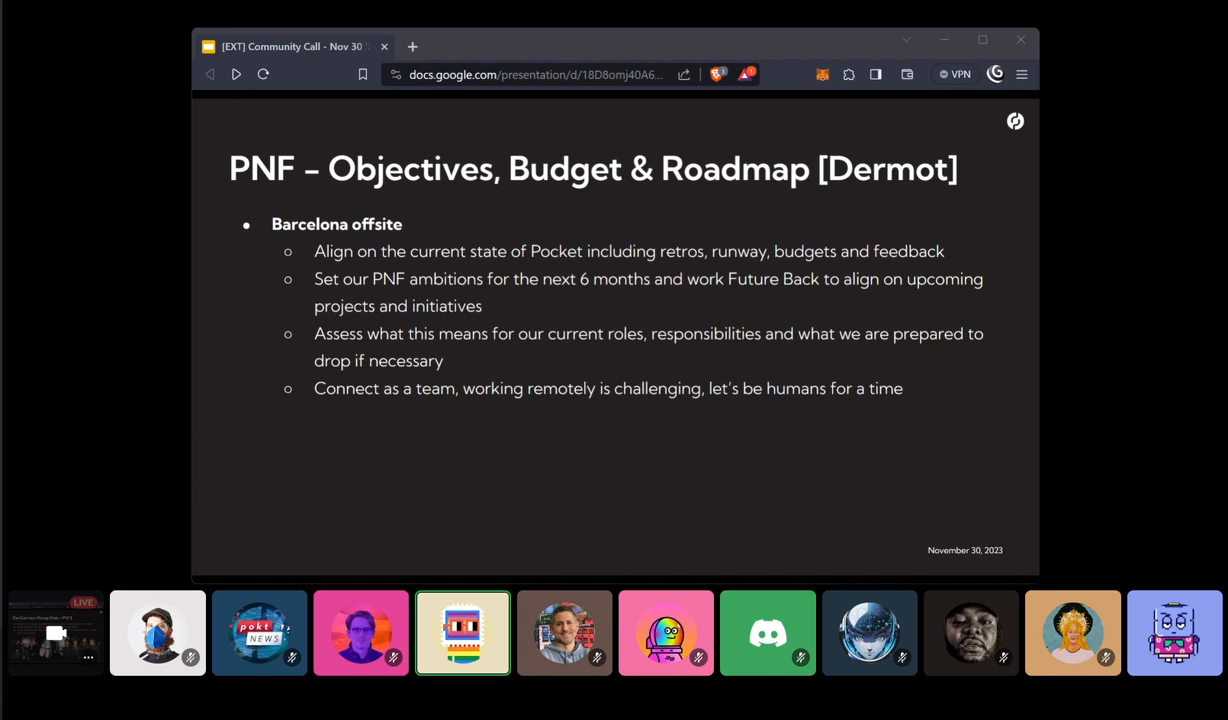 [EXT] Community Call - Nov 30 '
docs.google.com/presentation/d/18D8omj40A6...
VPN
PNF - Objectives, Budget & Roadmap [Dermot]
Barcelona offsite
Align on the current state of Pocket including retros, runway, budgets and feedback
Set our PNF ambitions for the next 6 months and work Future Back to align on upcoming
projects and initiatives
Assess what this means for our current roles, responsibilities and what we are prepared to
drop if necessary
Connect as a team, working remotely is challenging, let's be humans for a time
November 30, 2023
LIVE
pokt
NEWS